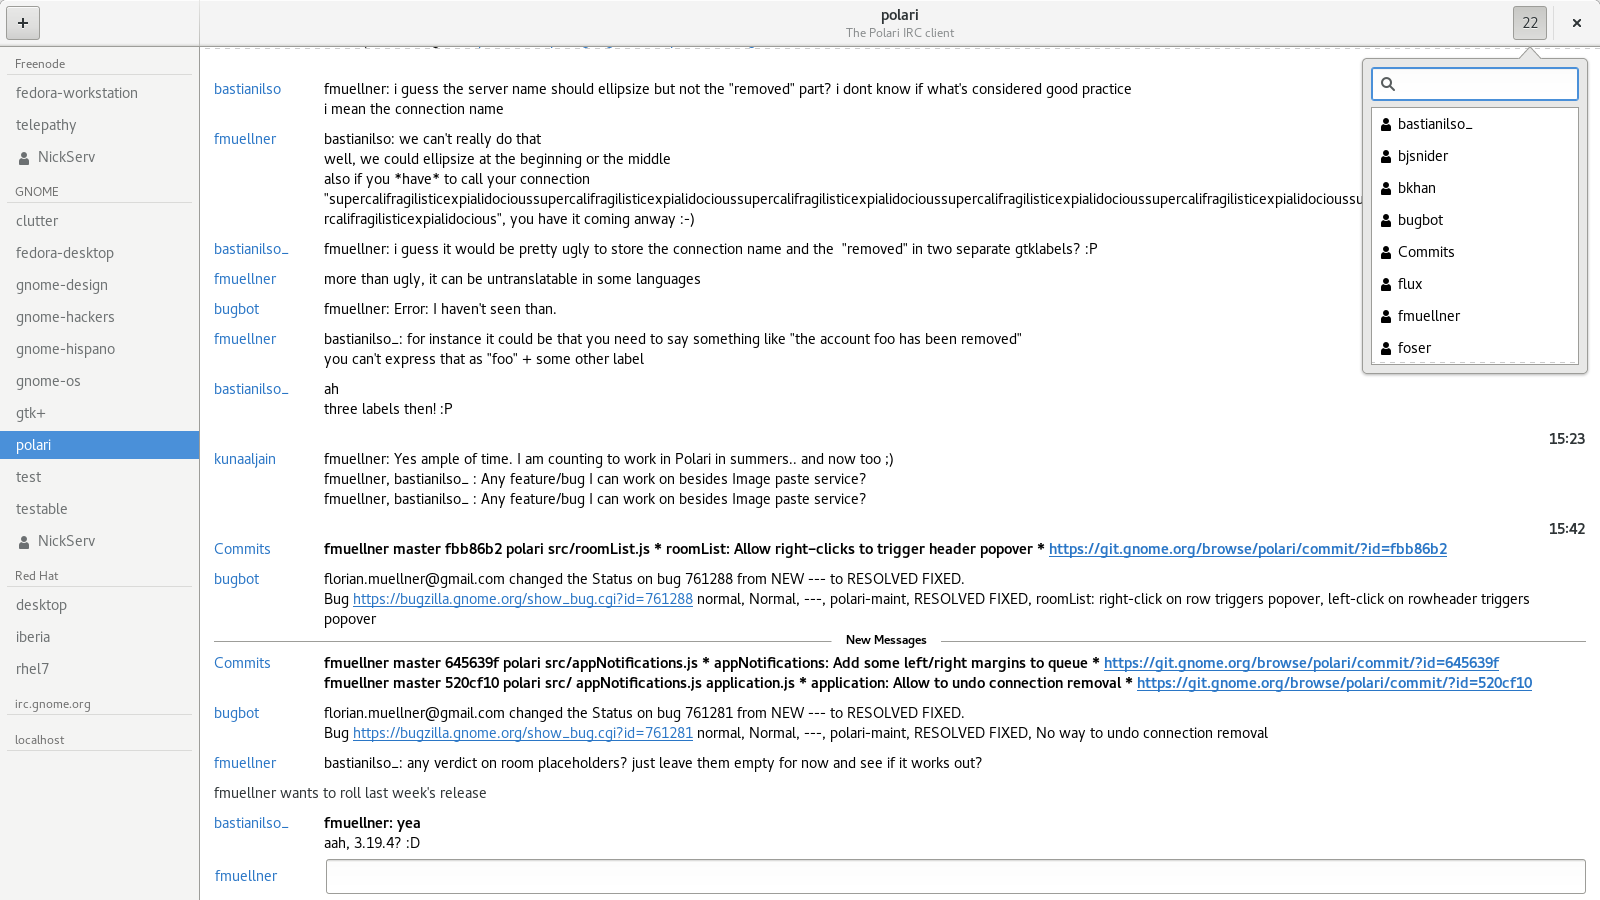 +
polari
The Polari IRC client
22
×
Freenode
fedora-workstation
telepathy
NickServ
GNOME
clutter
fedora-desktop
gnome-design
gnome-hackers
gnome-hispano
gnome-os
gtk+
polari
test
testable
NickServ
Red Hat
desktop
iberia
rhel7
irc.gnome.org
localhost
bastianilso fmuellner: i guess the server name should ellipsize but not the "removed" part? i dont know if what's considered good practice
i mean the connection name
fmuellner bastianilso: we can't really do that
well, we could ellipsize at the beginning or the middle
also if you *have* to call your connection
"supercalifragilisticexpialidocioussupercalifragilisticexpialidocioussupercalifragilisticexpialidocioussupercalifragilisticexpialidocioussupercalifragilisticexpialidocioussu
rcalifragilisticexpialidocious", you have it coming anway :-)
bastianilso_ fmuellner: i guess it would be pretty ugly to store the connection name and the  "removed" in two separate gtklabels? :P
fmuellner more than ugly, it can be untranslatable in some languages
bugbot fmuellner: Error: I haven't seen than.
fmuellner bastianilso_: for instance it could be that you need to say something like "the account foo has been removed"
you can't express that as "foo" + some other label
bastianilso_ ah
three labels then! :P
15:23
kunaaljain fmuellner: Yes ample of time. I am counting to work in Polari in summers.. and now too ;)
fmuellner, bastianilso_ : Any feature/bug I can work on besides Image paste service?
fmuellner, bastianilso_ : Any feature/bug I can work on besides Image paste service?
15:42
Commits fmuellner master fbb86b2 polari src/roomList.js * roomList: Allow right-clicks to trigger header popover * https://git.gnome.org/browse/polari/commit/?id=fbb86b2
bugbot florian.muellner@gmail.com changed the Status on bug 761288 from NEW --- to RESOLVED FIXED.
Bug https://bugzilla.gnome.org/show_bug.cgi?id=761288 normal, Normal, ---, polari-maint, RESOLVED FIXED, roomList: right-click on row triggers popover, left-click on rowheader triggers
popover
New Messages
Commits fmuellner master 645639f polari src/appNotifications.js * appNotifications: Add some left/right margins to queue * https://git.gnome.org/browse/polari/commit/?id=645639f
fmuellner master 520cf10 polari src/ appNotifications.js application.js * application: Allow to undo connection removal * https://git.gnome.org/browse/polari/commit/?id=520cf10
bugbot florian.muellner@gmail.com changed the Status on bug 761281 from NEW --- to RESOLVED FIXED.
Bug https://bugzilla.gnome.org/show_bug.cgi?id=761281 normal, Normal, ---, polari-maint, RESOLVED FIXED, No way to undo connection removal
fmuellner bastianilso_: any verdict on room placeholders? just leave them empty for now and see if it works out?
fmuellner wants to roll last week's release
bastianilso_ fmuellner: yea
aah, 3.19.4? :D
fmuellner
bastianilso_
bjsnider
bkhan
bugbot
Commits
flux
fmuellner
foser